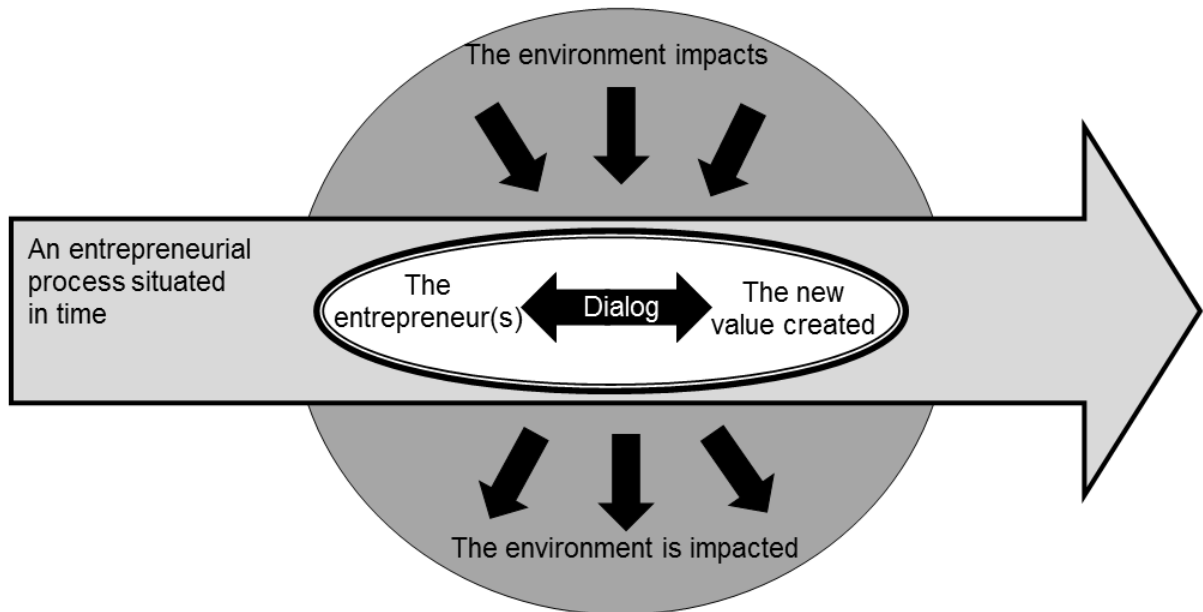 The environment impacts
An entrepreneurial
process situated
in time
The
entrepreneur(s)
Dialog
The new
value created
The environment is impacted